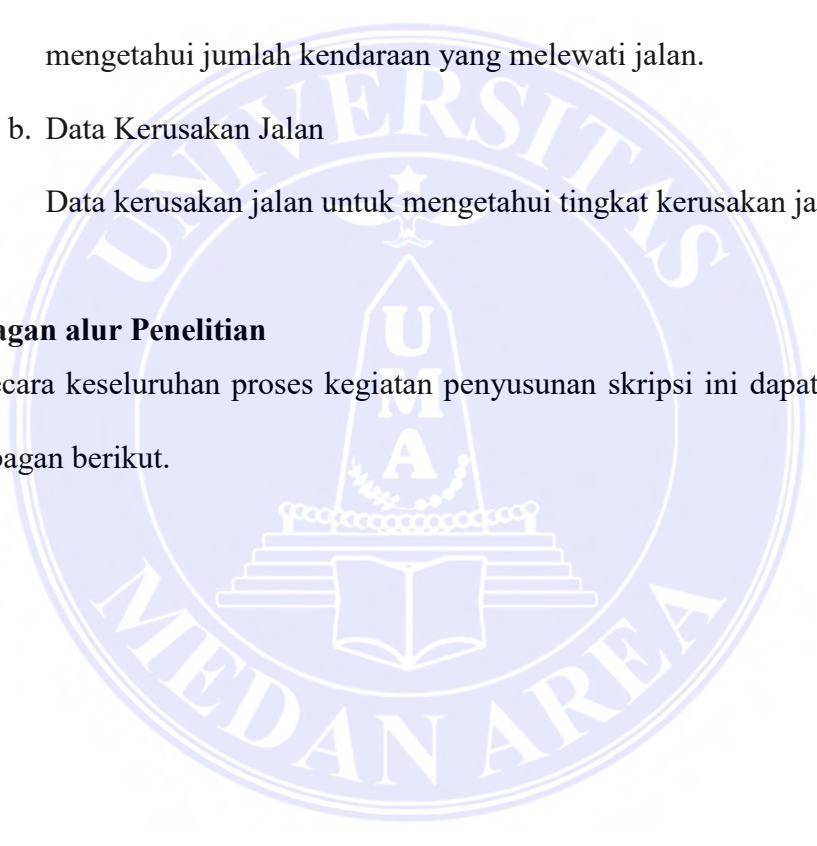 mengetahui jumlah kendaraan yang melewati jalan.
b. Data Kerusakan Jalan
Data kerusakan jalan untuk mengetahui tingkat kerusakan ja
agan alur Penelitian
ecara keseluruhan proses kegiatan penyusunan skripsi ini dapat
bagan berikut.
UNIVERSITAS
U
M
A
MEDAN AREA